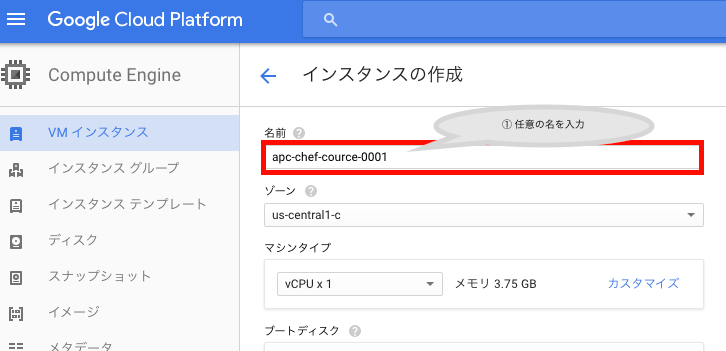 Google Cloud Platform
Compute Engine
インスタンスの作成
VM インスタンス
インスタンス グループ
インスタンス テンプレート
ディスク
スナップショット
イメージ
メタデータ
① 任意の名を入力
名前
apc-chef-cource-0001
ゾーン
us-central1-c
マシンタイプ
vCPU x 1 メモリ 3.75 GB カスタマイズ
ブートディスク